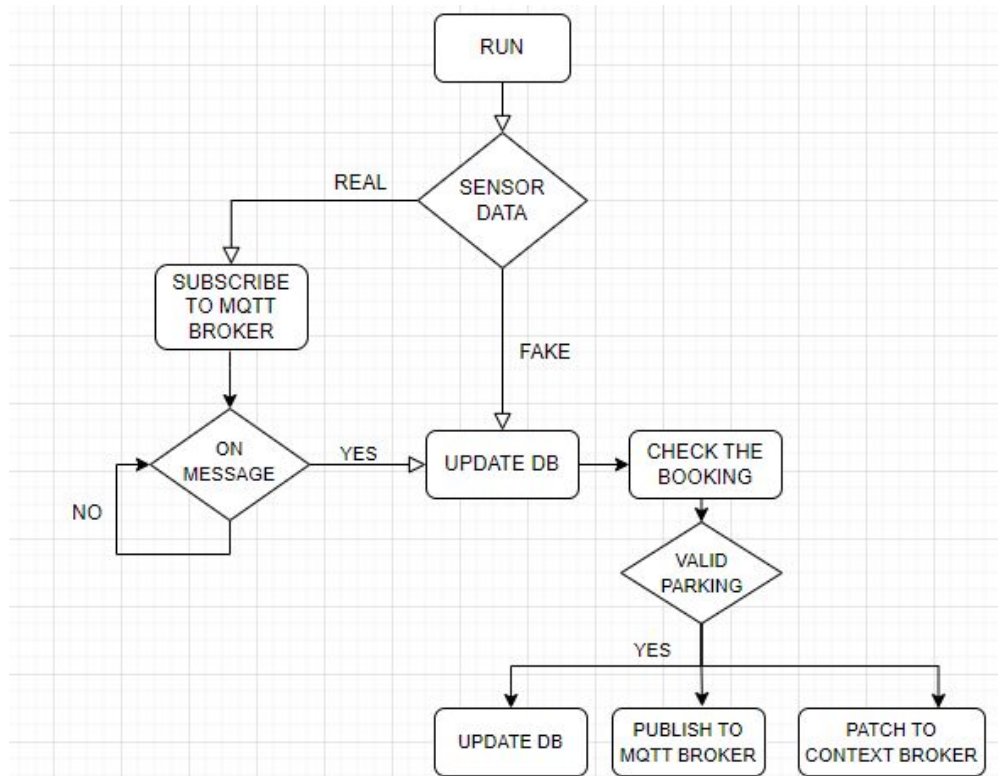 RUN
SENSOR
DATA
REAL
SUBSCRIBE
TO MQTT
BROKER
FAKE
ON
MESSAGE
YES
NO
UPDATE DB
CHECK THE
BOOKING
VALID
PARKING
YES
UPDATE DB
PUBLISH TO
MQTT BROKER
PATCH TO
CONTEXT BROKER